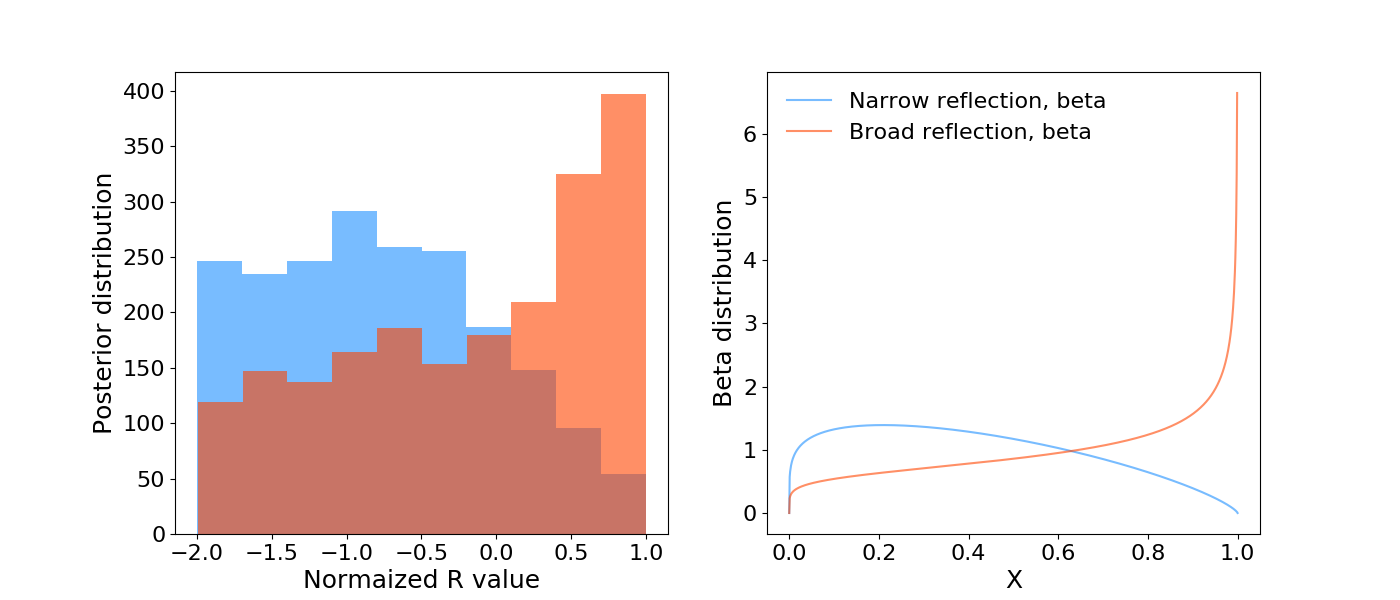 400
350
300
250
200
150
100
50
0
Posterior distribution
−2.0 −1.5 −1.0 −0.5 0.0 0.5 1.0
Normaized R value
Narrow reflection, beta
Broad reflection, beta
6
5
4
3
2
1
0
Beta distribution
0.0 0.2 0.4 0.6 0.8 1.0
X